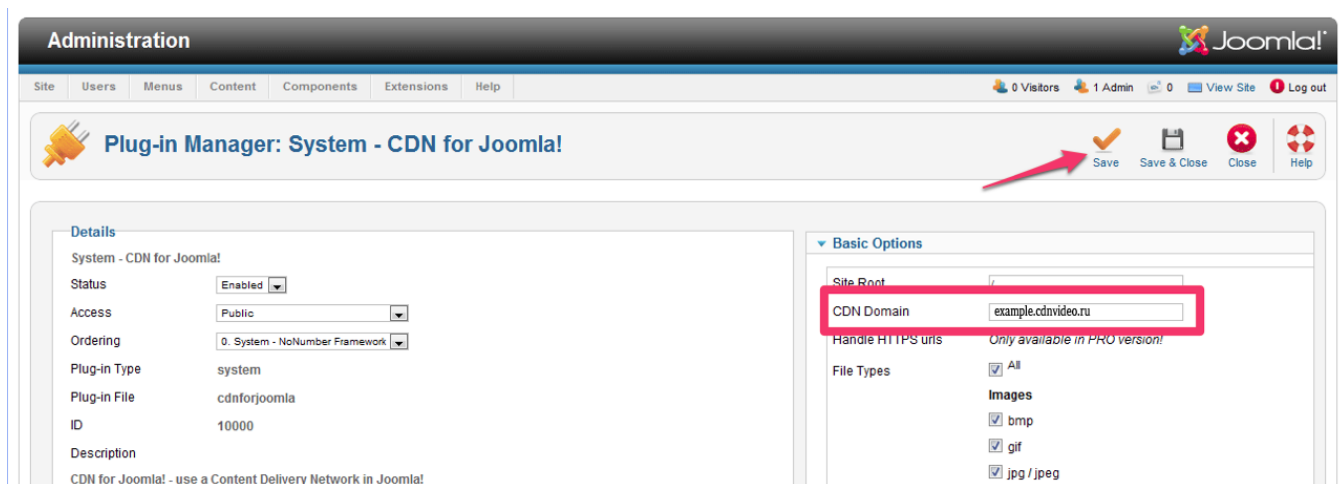 Administration
Joomla!
Site Users Menus Content Components Extensions Help
0 Visitors 1 Admin 0 View Site Log out
Plug-in Manager: System - CDN for Joomla!
Save Save & Close Close Help
Details
System - CDN for Joomla!
Status Enabled
Access Public
Ordering 0. System - NoNumber Framework
Plug-in Type system
Plug-in File cdnforjoomla
ID 10000
Description
CDN for Joomla! - use a Content Delivery Network in Joomla!
Basic Options
Site Root /
CDN Domain example.cdnvideo.ru
Handle HTTPS urls Only available in PRO version!
File Types All
Images
bmp
gif
jpg / jpeg